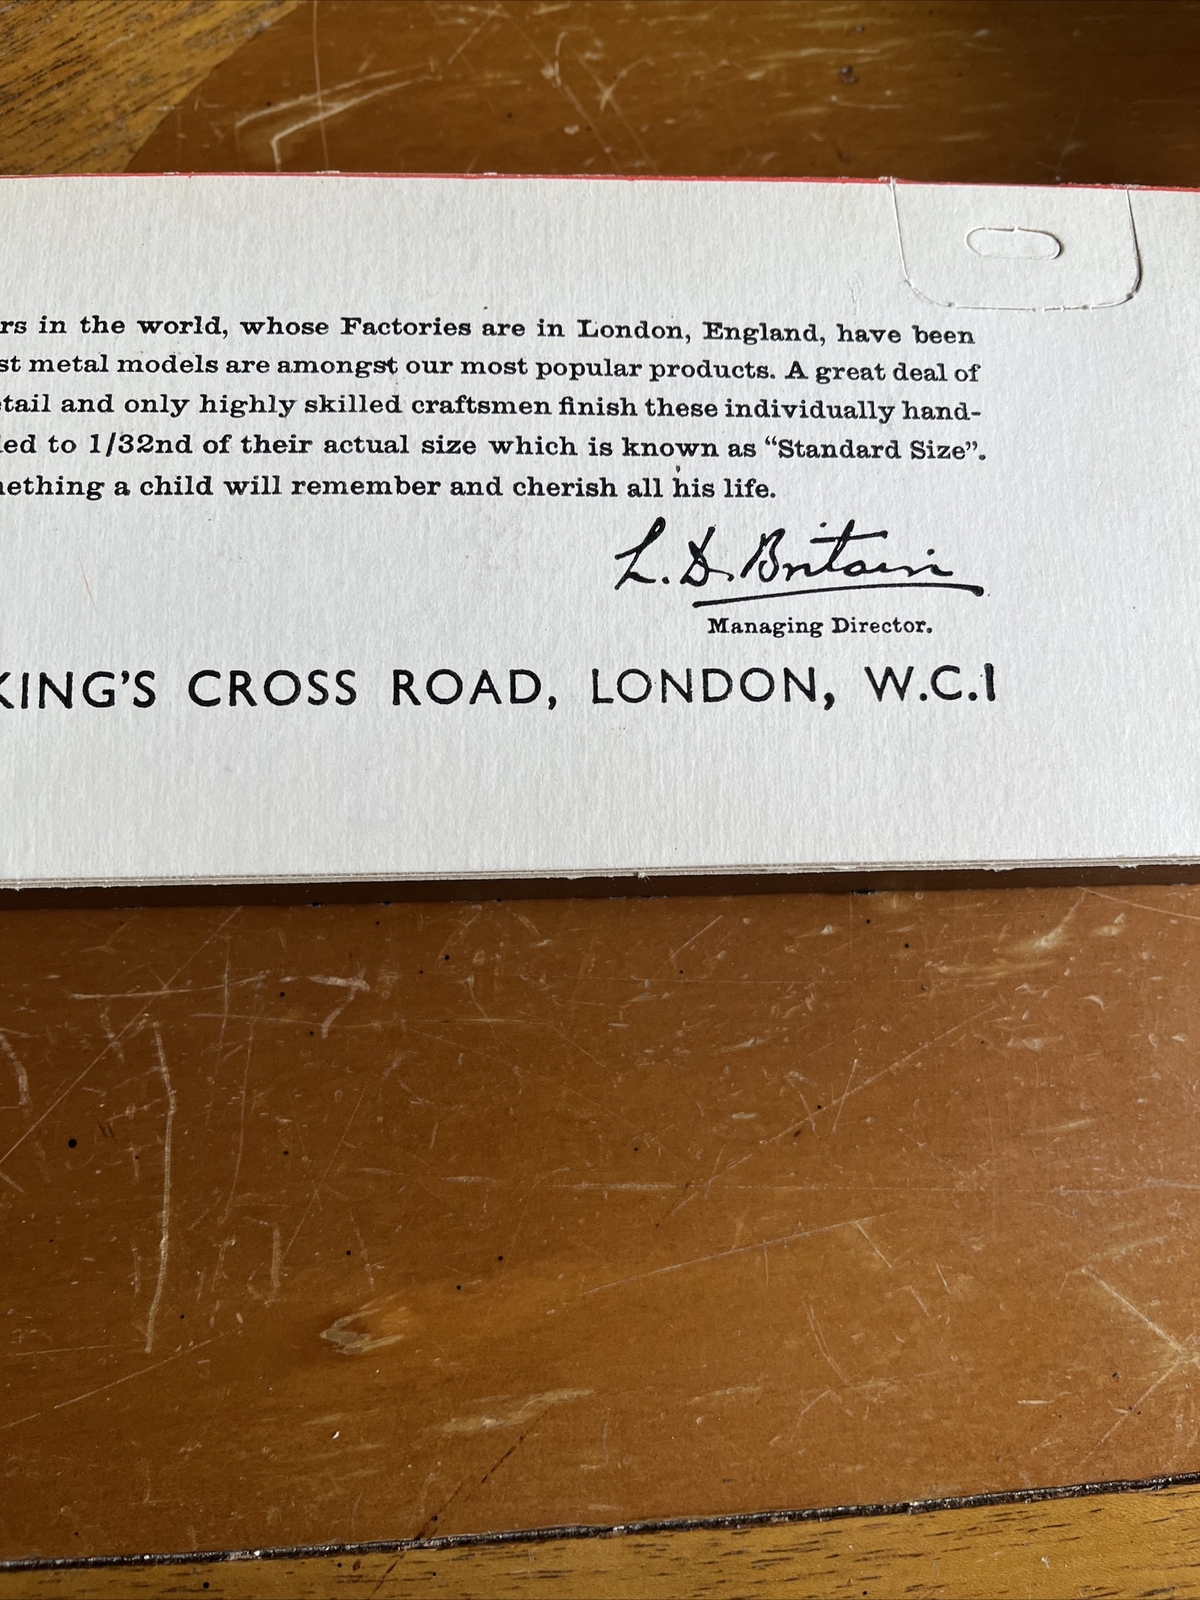 rs in the world, whose Factories are in London, England, have been
st metal models are amongst our most popular products. A great deal of
etail and only highly skilled craftsmen finish these individually hand-
led to 1/32nd of their actual size which is known as “Standard Size”.
nething a child will remember and cherish all his life.
L. D. Britain
Managing Director.
KING'S CROSS ROAD, LONDON, W.C.1